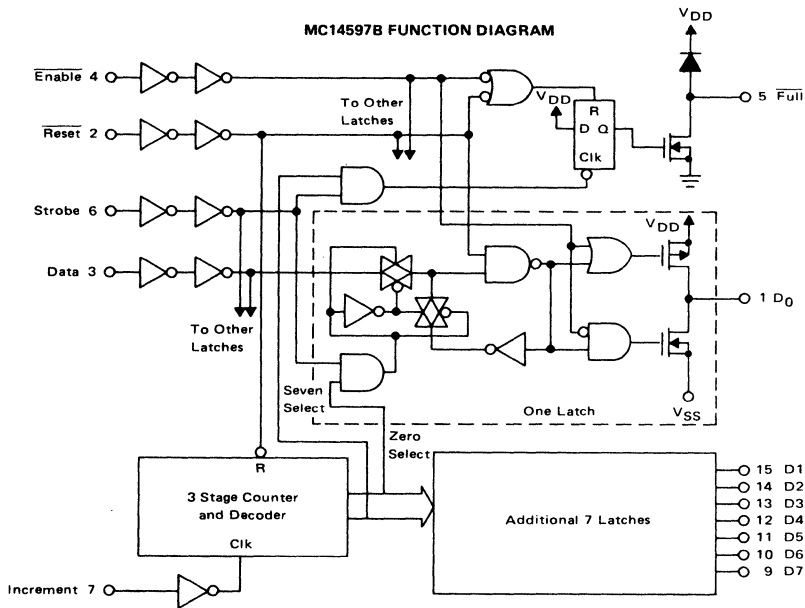 MC14597B FUNCTION DIAGRAM
VDD
Enable 4
5 Full
To Other
Latches
VDD
R
D Q
Clk
Reset 2
Strobe 6
VDD
Data 3
1 D0
To Other
Latches
Seven
Select
One Latch
VSS
Zero
Select
R
3 Stage Counter
and Decoder
Clk
Additional 7 Latches
15 D1
14 D2
13 D3
12 D4
11 D5
10 D6
9 D7
Increment 7